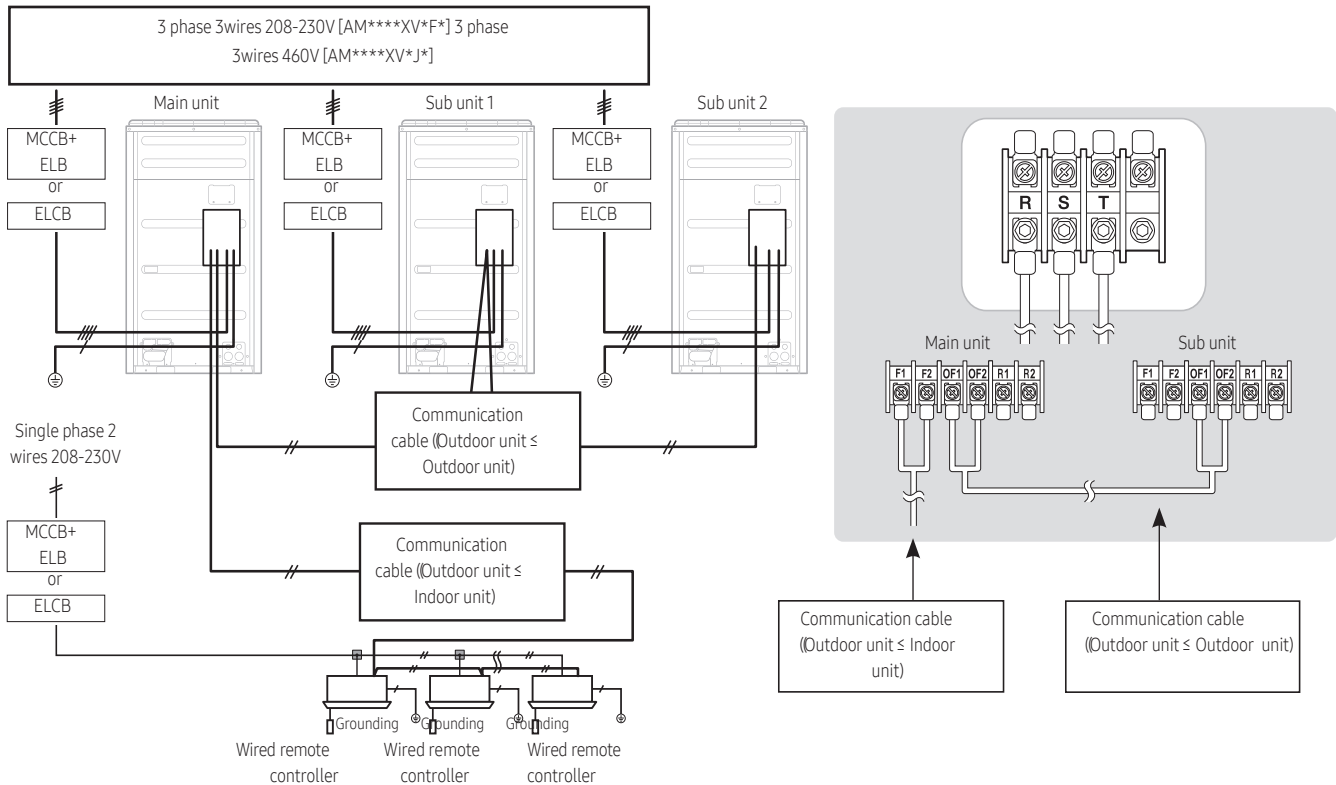 3 phase 3wires 208-230V [AM****XV*F*] 3 phase
3wires 460V [AM****XV*J*]
Main unit
Sub unit 1
Sub unit 2
MCCB+
ELB
or
ELCB
MCCB+
ELB
or
ELCB
MCCB+
ELB
or
ELCB
Communication
cable ((Outdoor unit ≤
Outdoor unit)
Single phase 2
wires 208-230V
MCCB+
ELB
or
ELCB
Communication
cable ((Outdoor unit ≤
Indoor unit)
Grounding
Grounding
Grounding
Wired remote
controller
Wired remote
controller
Wired remote
controller
R S T
Main unit
Sub unit
F1 F2 OF1 OF2 R1 R2
F1 F2 OF1 OF2 R1 R2
Communication cable
((Outdoor unit ≤ Indoor
unit)
Communication cable
((Outdoor unit ≤ Outdoor unit)